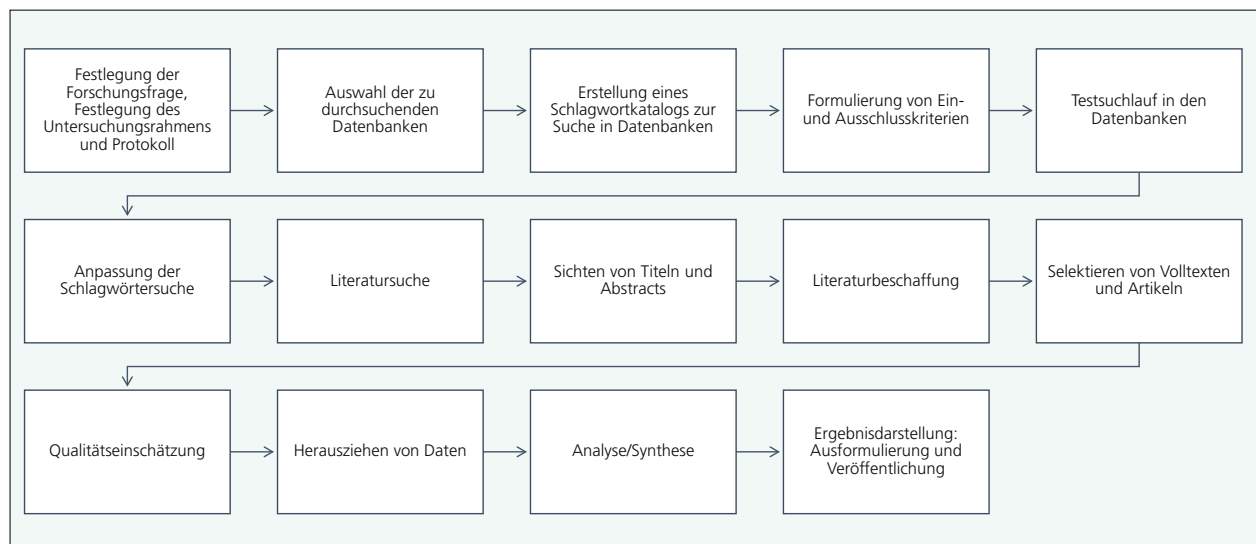 Festlegung der
Forschungsfrage,
Festlegung des
Untersuchungsrahmens
und Protokoll
Auswahl der zu
durchsuchenden
Datenbanken
Erstellung eines
Schlagwortkatalogs zur
Suche in Datenbanken
Formulierung von Ein-
und Ausschlusskriterien
Testsuchlauf in den
Datenbanken
Anpassung der
Schlagwörtersuche
Literatursuche
Sichten von Titeln und
Abstracts
Literaturbeschaffung
Selektieren von Volltexten
und Artikeln
Qualitätseinschätzung
Herausziehen von Daten
Analyse/Synthese
Ergebnisdarstellung:
Ausformulierung und
Veröffentlichung